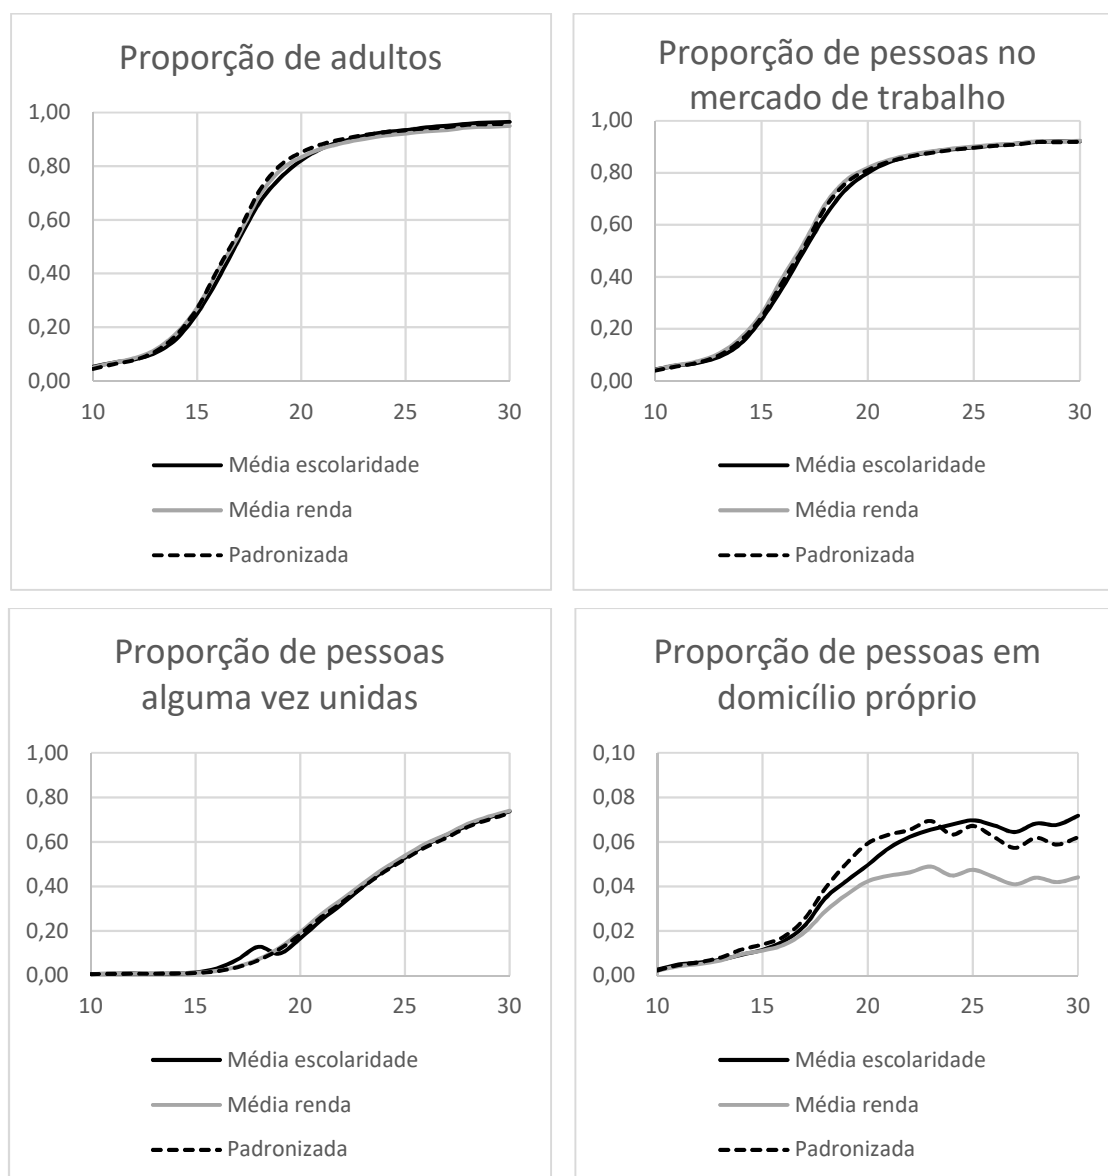 Proporção de adultos
1,00
0,80
0,60
0,40
0,20
0,00
10 15 20 25 30
Média escolaridade
Média renda
Padronizada
Proporção de pessoas no
mercado de trabalho
1,00
0,80
0,60
0,40
0,20
0,00
10 15 20 25 30
Média escolaridade
Média renda
Padronizada
Proporção de pessoas
alguma vez unidas
1,00
0,80
0,60
0,40
0,20
0,00
10 15 20 25 30
Média escolaridade
Média renda
Padronizada
Proporção de pessoas em
domicílio próprio
0,10
0,08
0,06
0,04
0,02
0,00
10 15 20 25 30
Média escolaridade
Média renda
Padronizada